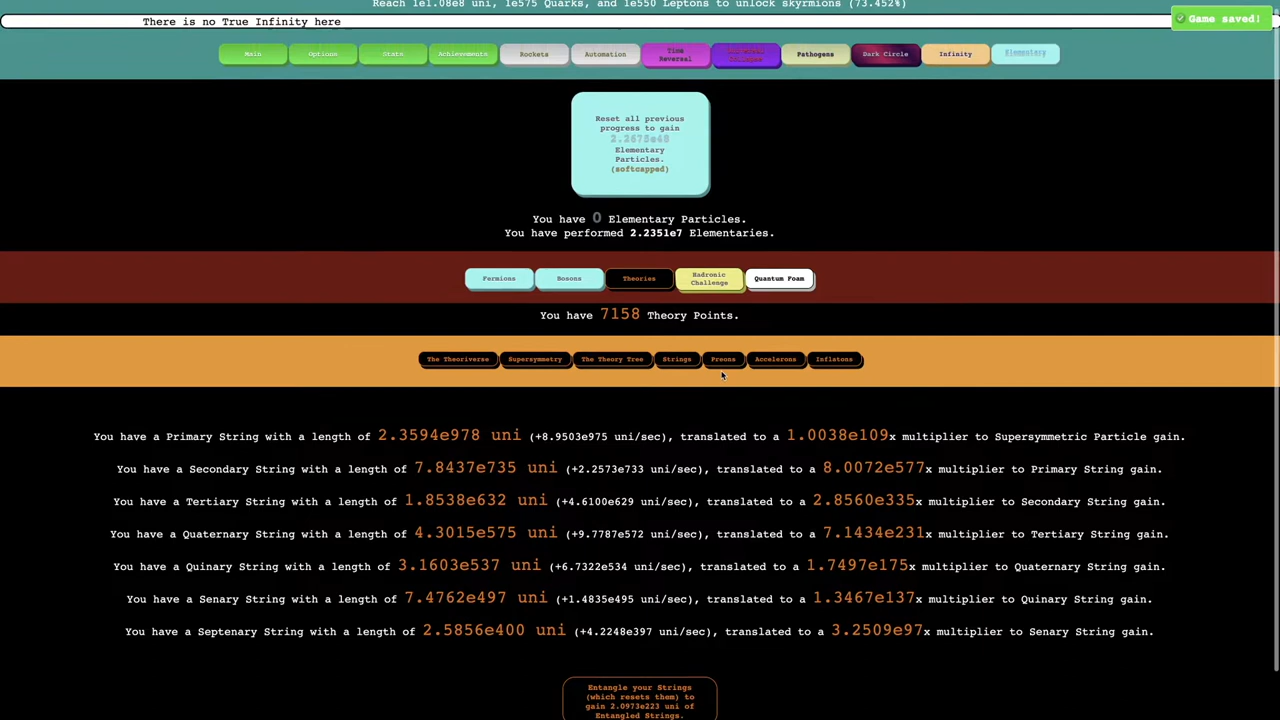 Reach 1e1.08e8 uni, 1e575 Quarks, and 1e550 Leptons to unlock skyrmions (73.452%)
There is no True Infinity here
Game saved!
Main
Options
Stats
Achievements
Rockets
Automation
Time
Reversal
Pathogens
Dark Circle
Infinity
Elementary
Reset all previous
progress to gain
2.2675e48
Elementary
Particles.
(softcapped)
You have 0 Elementary Particles.
You have performed 2.2351e7 Elementaries.
Fermions
Bosons
Theories
Hadronic
Challenge
Quantum Foam
You have 7158 Theory Points.
The Theoriverse
Supersymmetry
The Theory Tree
Strings
Preons
Accelerons
Inflatons
You have a Primary String with a length of 2.3594e978 uni (+8.9503e975 uni/sec), translated to a 1.0038e109x multiplier to Supersymmetric Particle gain.
You have a Secondary String with a length of 7.8437e735 uni (+2.2573e733 uni/sec), translated to a 8.0072e577x multiplier to Primary String gain.
You have a Tertiary String with a length of 1.8538e632 uni (+4.6100e629 uni/sec), translated to a 2.8560e335x multiplier to Secondary String gain.
You have a Quaternary String with a length of 4.3015e575 uni (+9.7787e572 uni/sec), translated to a 7.1434e231x multiplier to Tertiary String gain.
You have a Quinary String with a length of 3.1603e537 uni (+6.7322e534 uni/sec), translated to a 1.7497e175x multiplier to Quaternary String gain.
You have a Senary String with a length of 7.4762e497 uni (+1.4835e495 uni/sec), translated to a 1.3467e137x multiplier to Quinary String gain.
You have a Septenary String with a length of 2.5856e400 uni (+4.2248e397 uni/sec), translated to a 3.2509e97x multiplier to Senary String gain.
Entangle your Strings
(which resets them) to
gain 2.0973e223 uni of
Entangled Strings.